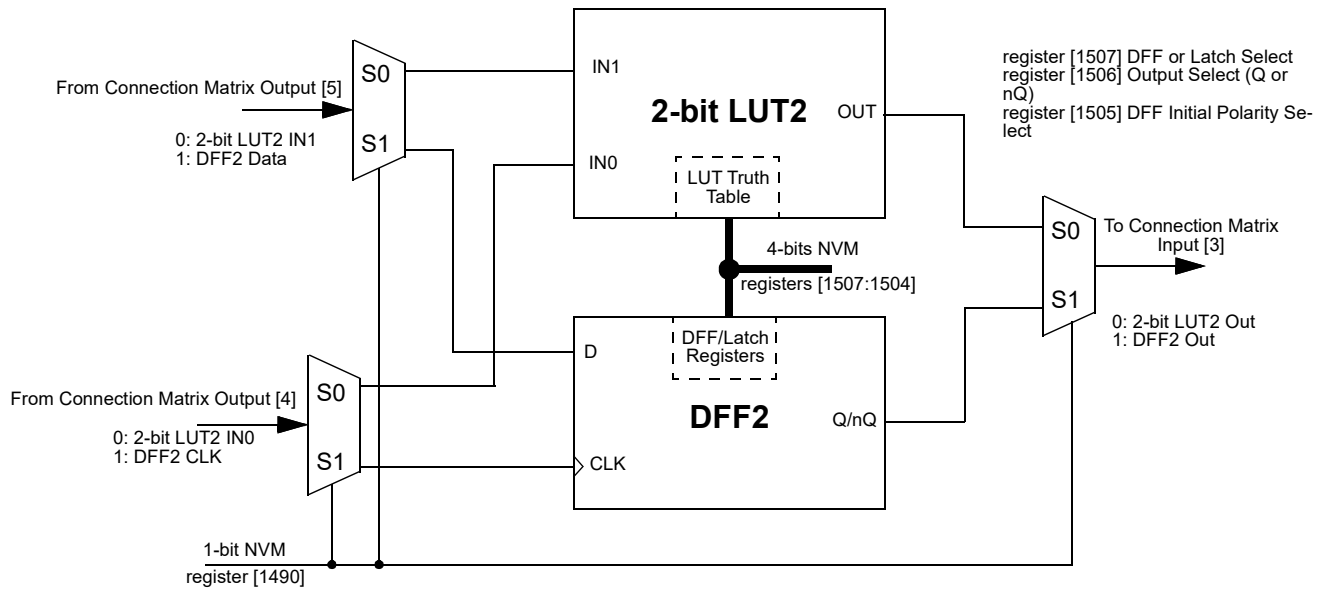 From Connection Matrix Output [5]
0: 2-bit LUT2 IN1
1: DFF2 Data
S0
S1
IN1
IN0
2-bit LUT2
OUT
LUT Truth
Table
register [1507] DFF or Latch Select
register [1506] Output Select (Q or
nQ)
register [1505] DFF Initial Polarity Se-
lect
4-bits NVM
registers [1507:1504]
S0
S1
To Connection Matrix
Input [3]
0: 2-bit LUT2 Out
1: DFF2 Out
DFF/Latch
Registers
D
DFF2
Q/nQ
CLK
From Connection Matrix Output [4]
0: 2-bit LUT2 IN0
1: DFF2 CLK
S0
S1
1-bit NVM
register [1490]